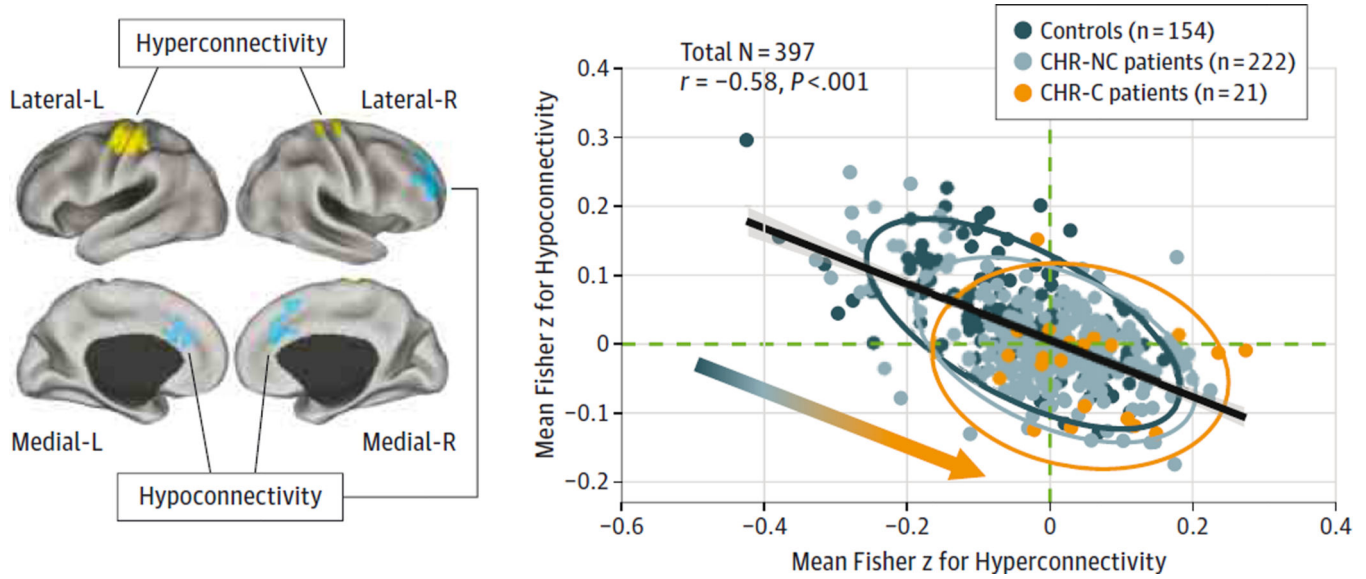 Hyperconnectivity
Lateral-L
Lateral-R
Medial-L
Medial-R
Hypoconnectivity
Total N = 397
r = −0.58, P<.001
Controls (n = 154)
CHR-NC patients (n = 222)
CHR-C patients (n = 21)
Mean Fisher z for Hypoconnectivity
0.4
0.3
0.2
0.1
0
−0.1
−0.2
−0.6
−0.4
−0.2
0
0.2
0.4
Mean Fisher z for Hyperconnectivity